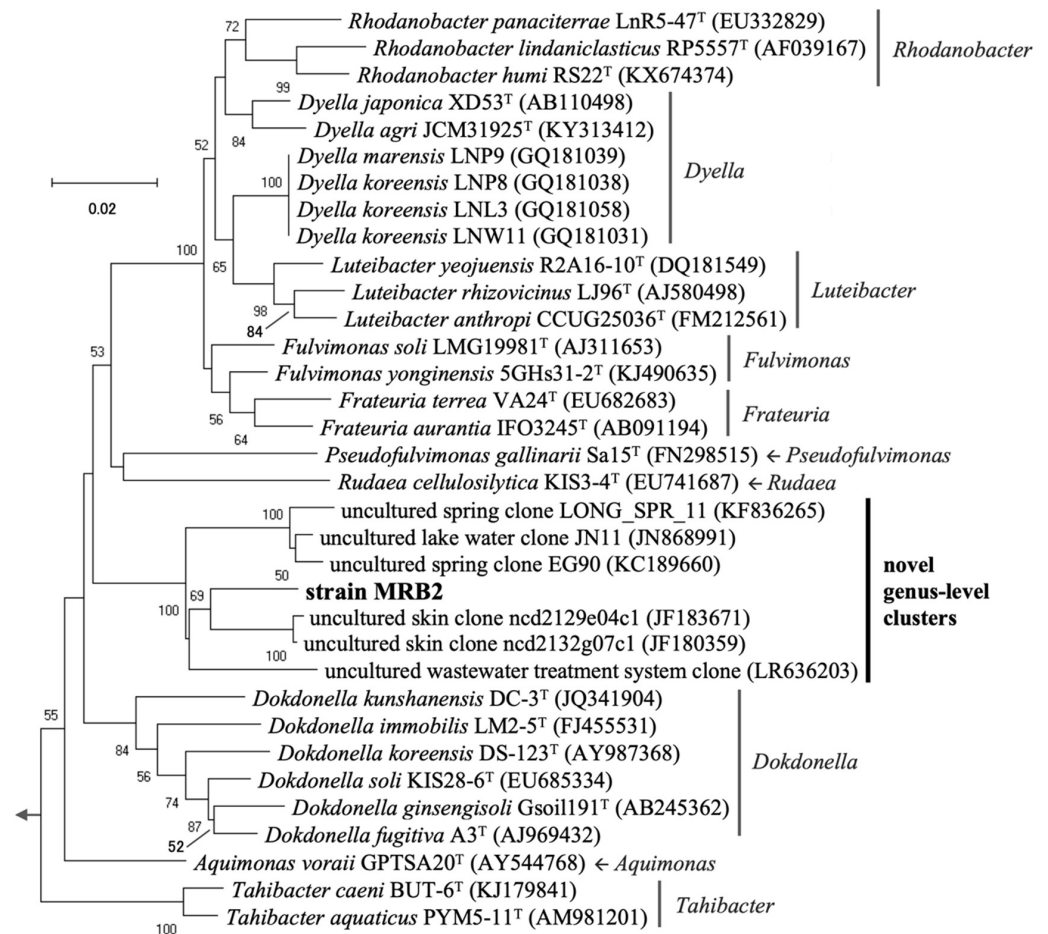 72
Rhodanobacter panaciterrae LnR5-47ᵀ (EU332829)
Rhodanobacter lindaniclasticus RP5557ᵀ (AF039167)
Rhodanobacter
Rhodanobacter humi RS22ᵀ (KX674374)
99
Dyella japonica XD53ᵀ (AB110498)
Dyella agri JCM31925ᵀ (KY313412)
84
52
Dyella marensis LNP9 (GQ181039)
Dyella
100
Dyella koreensis LNP8 (GQ181038)
0.02
Dyella koreensis LNL3 (GQ181058)
Dyella koreensis LNW11 (GQ181031)
100
65
Luteibacter yeojuensis R2A16-10ᵀ (DQ181549)
Luteibacter rhizovicinus LJ96ᵀ (AJ580498)
Luteibacter
98
Luteibacter anthropi CCUG25036ᵀ (FM212561)
84
Fulvimonas soli LMG19981ᵀ (AJ311653)
53
Fulvimonas
Fulvimonas yonginensis 5GHs31-2ᵀ (KJ490635)
Frateuria terrea VA24ᵀ (EU682683)
56
Frateuria
Frateuria aurantia IFO3245ᵀ (AB091194)
64
Pseudofulvimonas gallinarii Sa15ᵀ (FN298515) ← Pseudofulvimonas
Rudaea cellulosilytica KIS3-4ᵀ (EU741687) ← Rudaea
100
uncultured spring clone LONG_SPR_11 (KF836265)
uncultured lake water clone JN11 (JN868991)
uncultured spring clone EG90 (KC189660)
novel
genus-level
clusters
50
strain MRB2
69
100
uncultured skin clone ncd2129e04c1 (JF183671)
uncultured skin clone ncd2132g07c1 (JF180359)
100
uncultured wastewater treatment system clone (LR636203)
Dokdonella kunshanensis DC-3ᵀ (JQ341904)
55
Dokdonella immobilis LM2-5ᵀ (FJ455531)
84
Dokdonella koreensis DS-123ᵀ (AY987368)
Dokdonella
56
Dokdonella soli KIS28-6ᵀ (EU685334)
74
Dokdonella ginsengisoli Gsoil191ᵀ (AB245362)
87
Dokdonella fugitiva A3ᵀ (AJ969432)
52
Aquimonas voraii GPTSA20ᵀ (AY544768) ← Aquimonas
Tahibacter caeni BUT-6ᵀ (KJ179841)
Tahibacter
Tahibacter aquaticus PYM5-11ᵀ (AM981201)
100